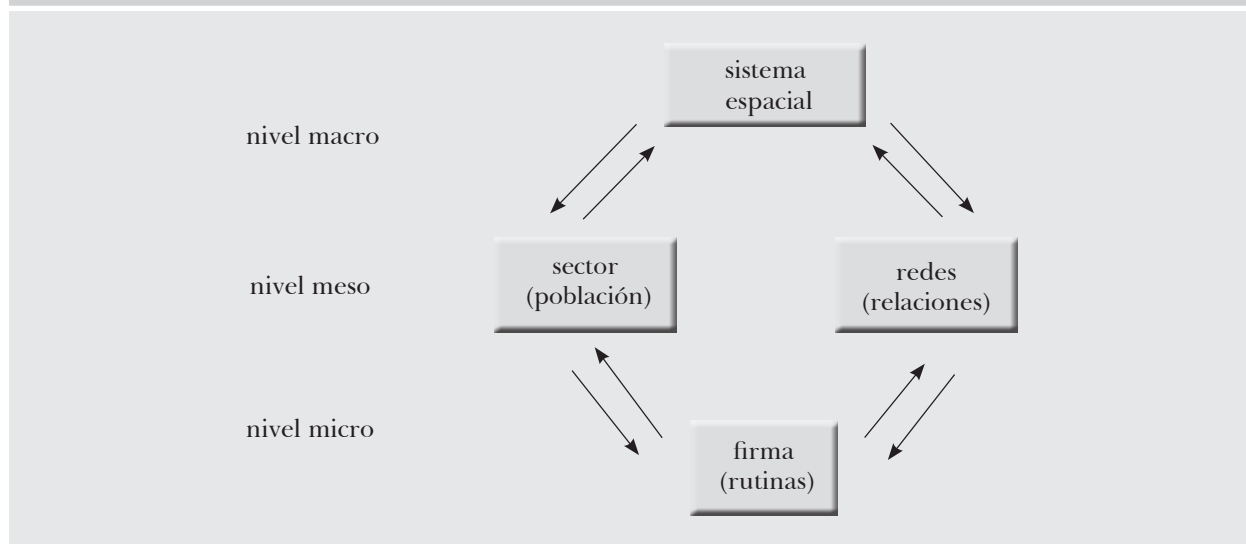 sistema
espacial
nivel macro
sector
(población)
redes
(relaciones)
nivel meso
firma
(rutinas)
nivel micro